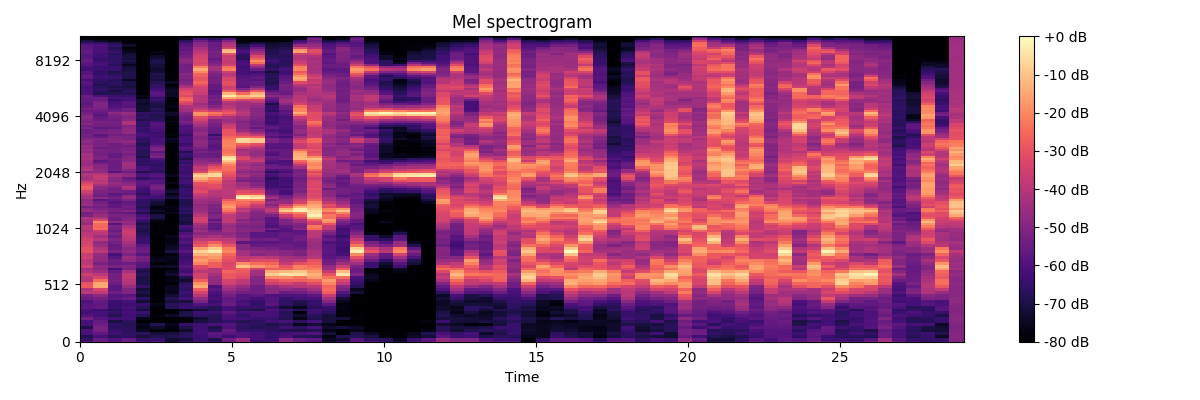 Mel spectrogram
8192
4096
2048
1024
512
0
Hz
0 5 10 15 20 25
Time
+0 dB
-10 dB
-20 dB
-30 dB
-40 dB
-50 dB
-60 dB
-70 dB
-80 dB